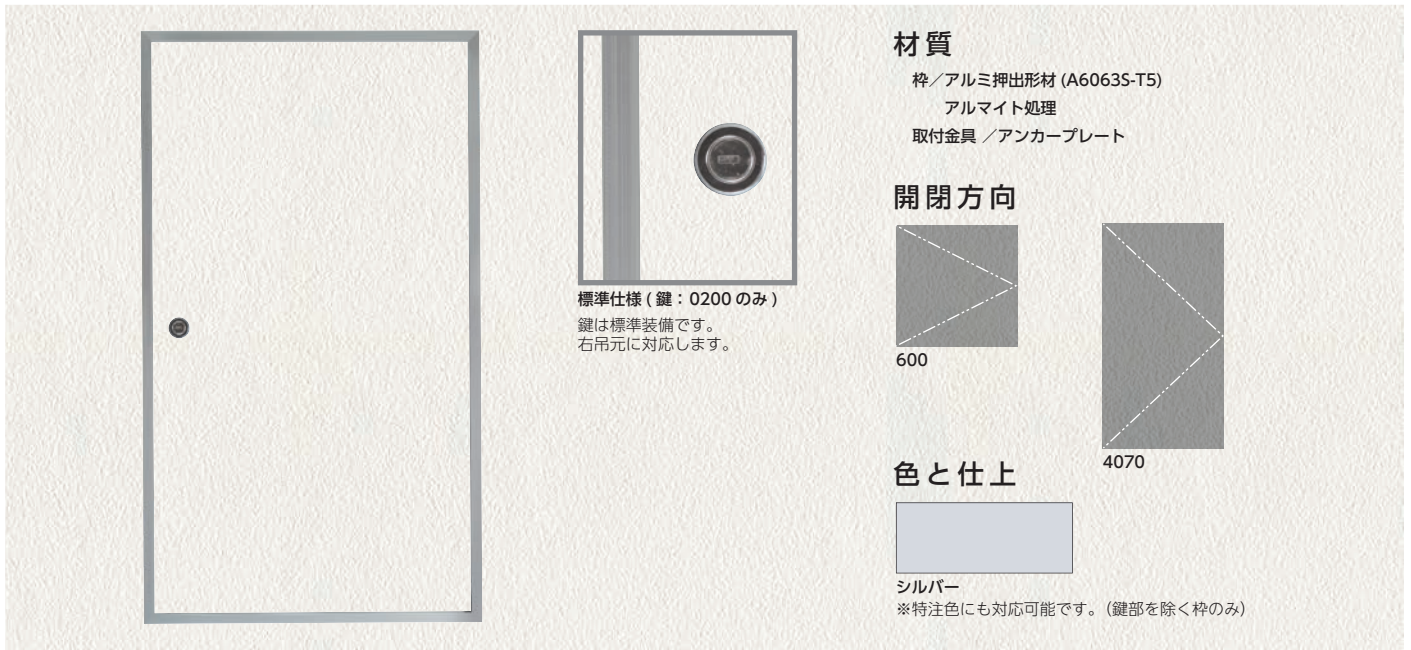 標準仕様 ( 鍵：0200 のみ )
鍵は標準装備です。
右吊元に対応します。
材質
枠／アルミ押出形材 (A6063S-T5)
アルマイト処理
取付金具 ／アンカープレート
開閉方向
600
4070
色と仕上
シルバー
※特注色にも対応可能です。（鍵部を除く枠のみ）